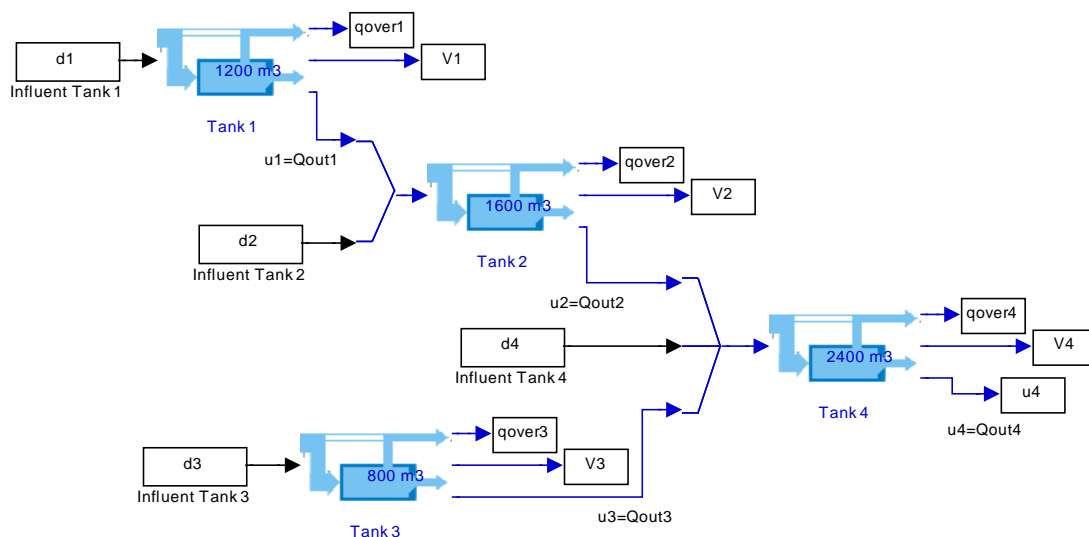 qover1
d1
V1
1200 m3
Influent Tank 1
Tank 1
u1=Qout1
qover2
V2
1600 m3
d2
Tank 2
Influent Tank 2
u2=Qout2
qover4
d4
V4
2400 m3
Influent Tank 4
u4
Tank 4
u4=Qout4
qover3
d3
V3
800 m3
Influent Tank 3
u3=Qout3
Tank 3